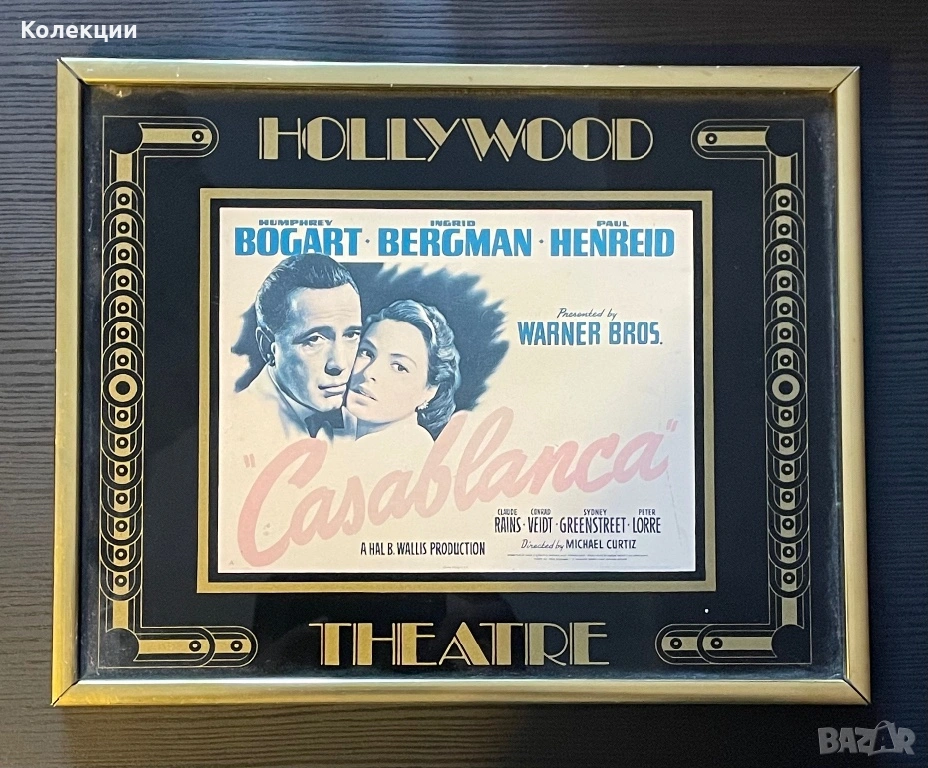 Колекции
HOLLYWOOD
HUMPHREY INGRID PAUL
BOGART · BERGMAN · HENREID
Presented by
WARNER BROS.
"Casablanca"
CLAUDE CONRAD SYDNEY PETER
RAINS · VEIDT · GREENSTREET · LORRE
A HAL B. WALLIS PRODUCTION
Directed by MICHAEL CURTIZ
THEATRE
BAZAR